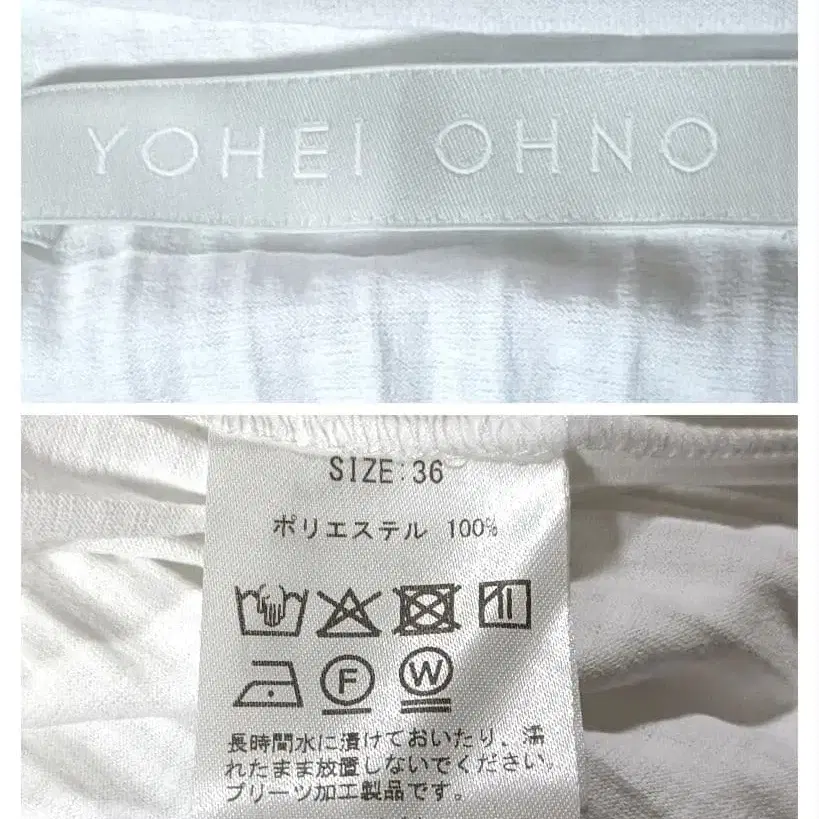 YOHEI OHNO
SIZE:36
ポリエステル 100%
F W
長時間水に漬けておいたり、濡
れたまま放置しないでください。
プリーツ加工製品です。